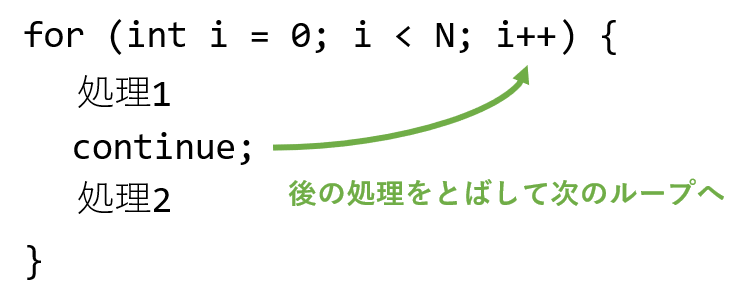 for (int i = 0; i < N; i++) {
処理1
continue;
処理2
後の処理をとばして次のループへ
}